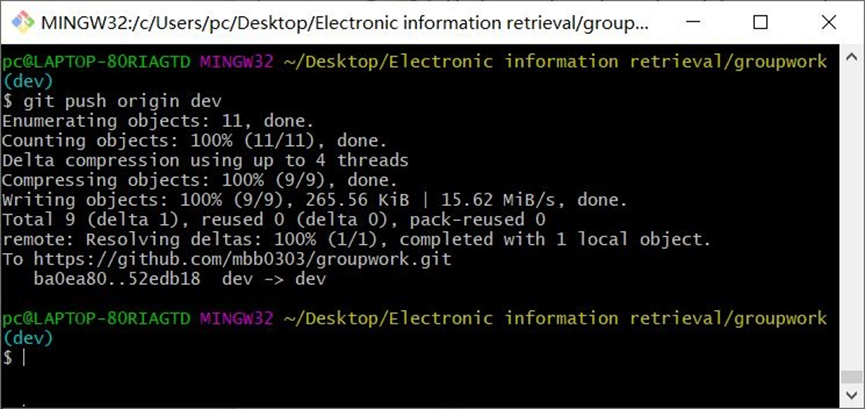 MINGW32:/c/Users/pc/Desktop/Electronic information retrieval/groupw...
pc@LAPTOP-8ORIAGTD MINGW32 ~/Desktop/Electronic information retrieval/groupwork
(dev)
$ git push origin dev
Enumerating objects: 11, done.
Counting objects: 100% (11/11), done.
Delta compression using up to 4 threads
Compressing objects: 100% (9/9), done.
Writing objects: 100% (9/9), 265.56 KiB | 15.62 MiB/s, done.
Total 9 (delta 1), reused 0 (delta 0), pack-reused 0
remote: Resolving deltas: 100% (1/1), completed with 1 local object.
To https://github.com/mbb0303/groupwork.git
   ba0ea80..52edb18  dev -> dev
pc@LAPTOP-8ORIAGTD MINGW32 ~/Desktop/Electronic information retrieval/groupwork
(dev)
$